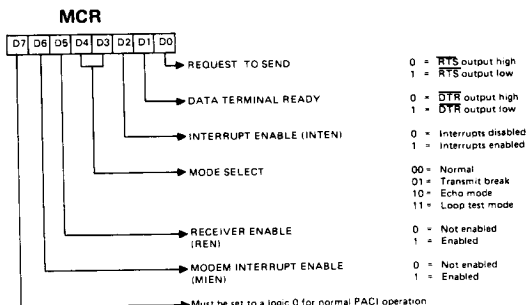 MCR
D7 D6 D5 D4 D3 D2 D1 D0
REQUEST TO SEND 0 = RTS output high
1 = RTS output low
DATA TERMINAL READY 0 = DTR output high
1 = DTR output low
INTERRUPT ENABLE (INTEN) 0 = Interrupts disabled
1 = Interrupts enabled
MODE SELECT 00 = Normal
01 = Transmit break
10 = Echo mode
11 = Loop test mode
RECEIVER ENABLE 0 = Not enabled
(REN) 1 = Enabled
MODEM INTERRUPT ENABLE 0 = Not enabled
(MIEN) 1 = Enabled
Must be set to a logic 0 for normal PACI operation